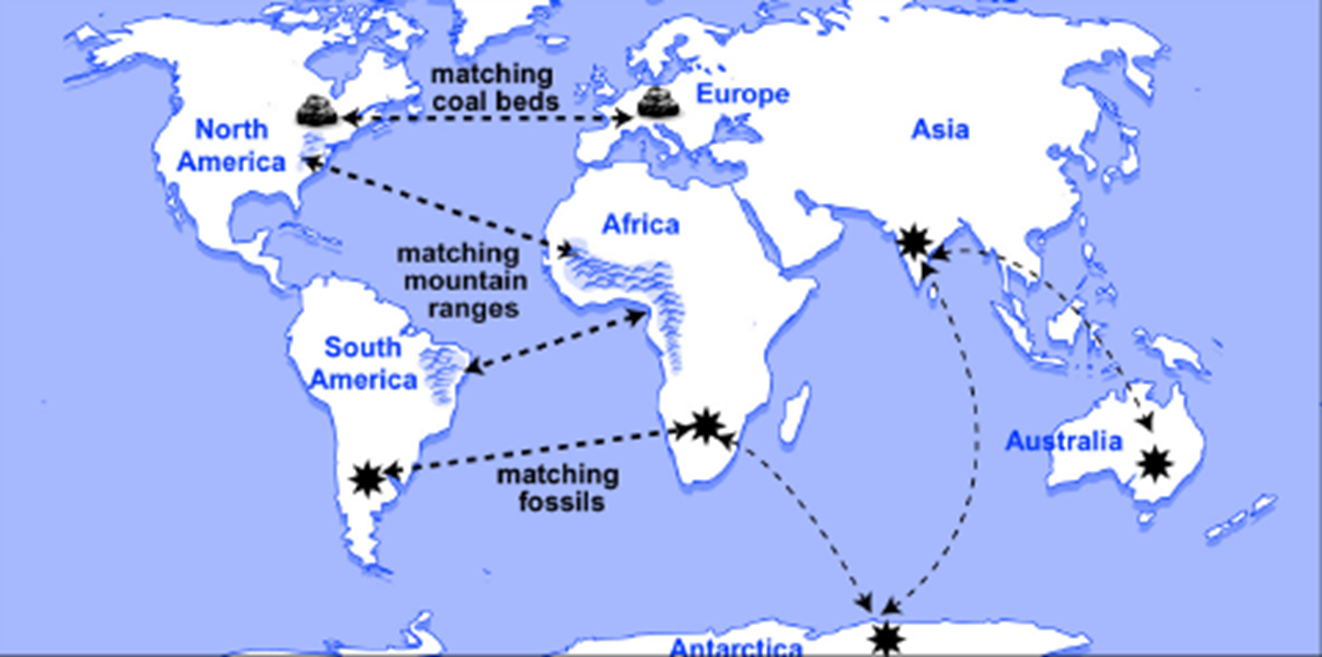 matching
coal beds
Europe
Asia
North
America
Africa
matching
mountain
ranges
South
America
Australia
matching
fossils
Antarctica